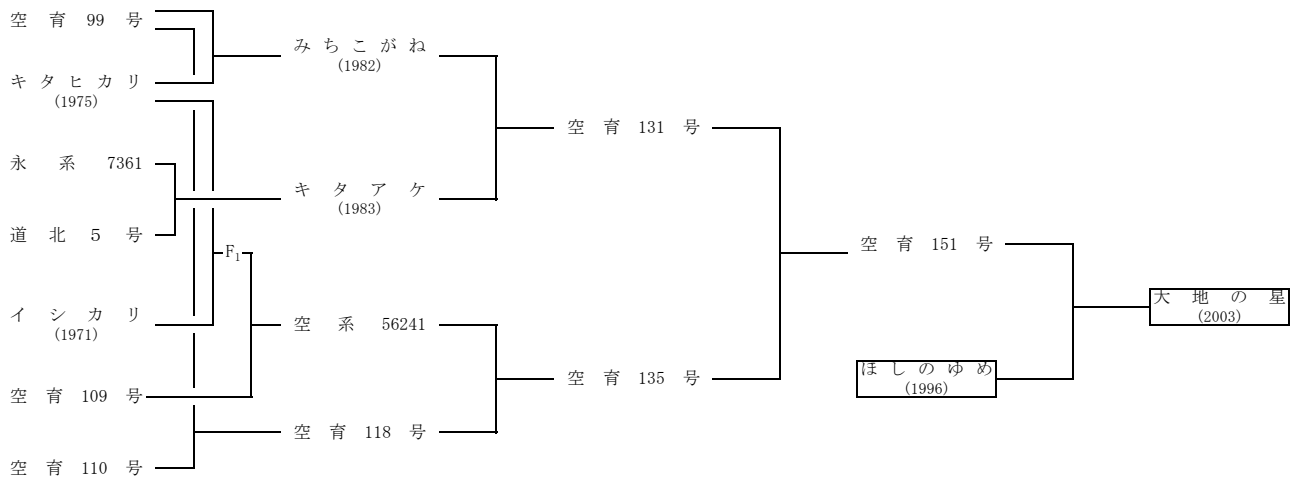 空育99号
キタヒカリ
(1975)
永系7361
道北5号
イシカリ
(1971)
空育109号
空育110号
みちこがね
(1982)
キタアケ
(1983)
F1
空系56241
空育118号
空育131号
空育135号
空育151号
ほしのゆめ
(1996)
大地の星
(2003)